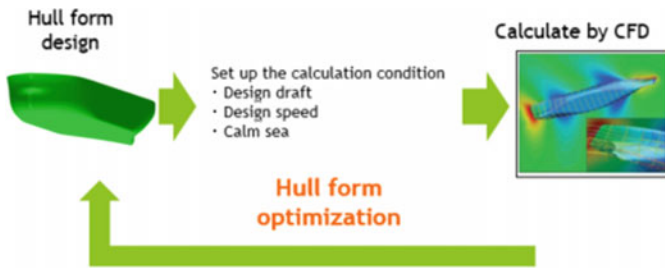 Hull form
design
Calculate by CFD
Set up the calculation condition
・Design draft
・Design speed
・Calm sea
Hull form
optimization